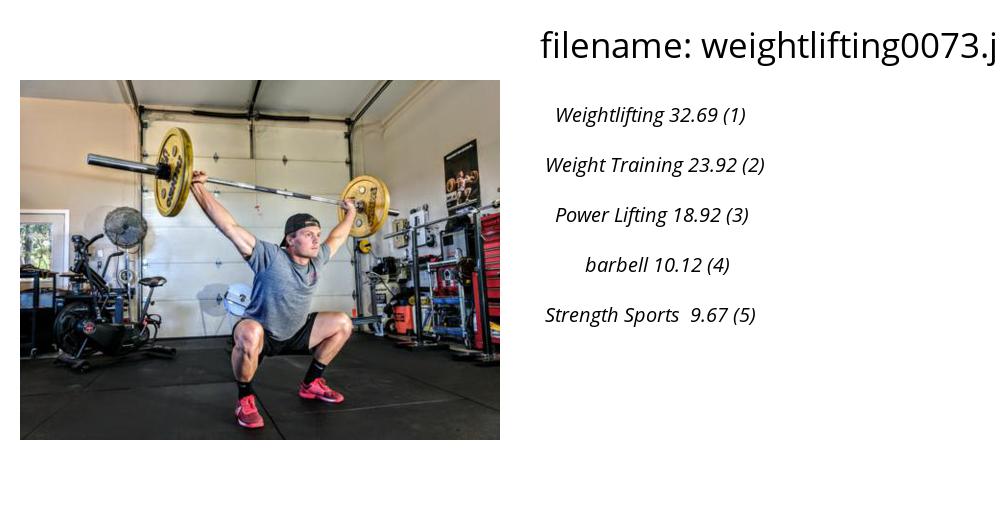 filename: weightlifting0073.j
Weightlifting 32.69 (1)
Weight Training 23.92 (2)
Power Lifting 18.92 (3)
barbell 10.12 (4)
Strength Sports  9.67 (5)